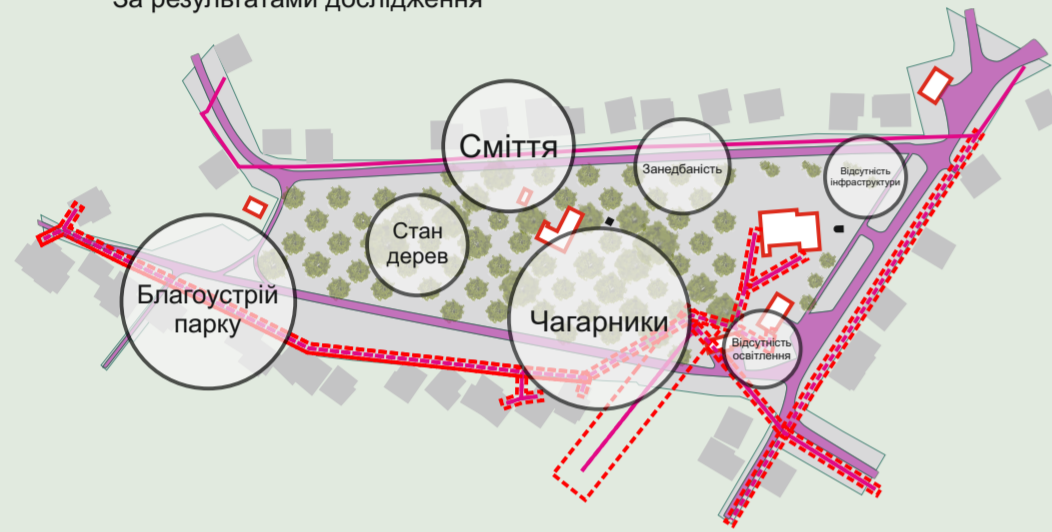 За результатами дослідження
Сміття
Занедбаність
Відсутність
інфраструктури
Стан
дерев
Благоустрій
парку
Чагарники
Відсутність
освітлення